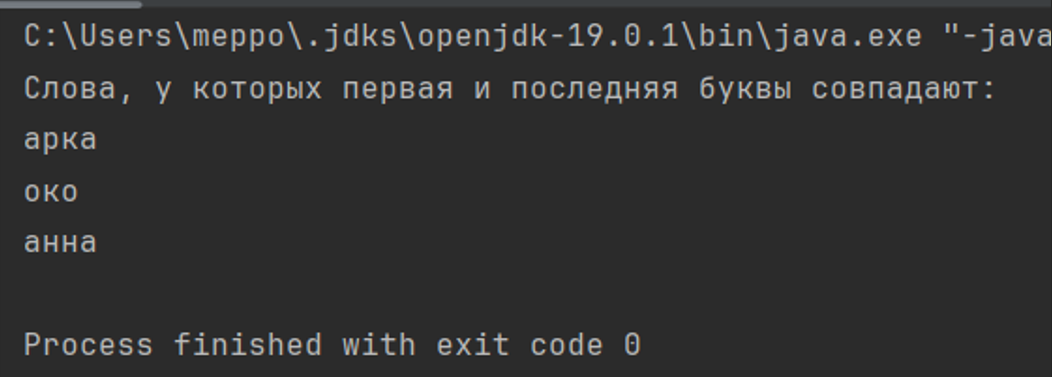 C:\Users\meppo\.jdks\openjdk-19.0.1\bin\java.exe "-java
Слова, у которых первая и последняя буквы совпадают:
арка
око
анна
Process finished with exit code 0